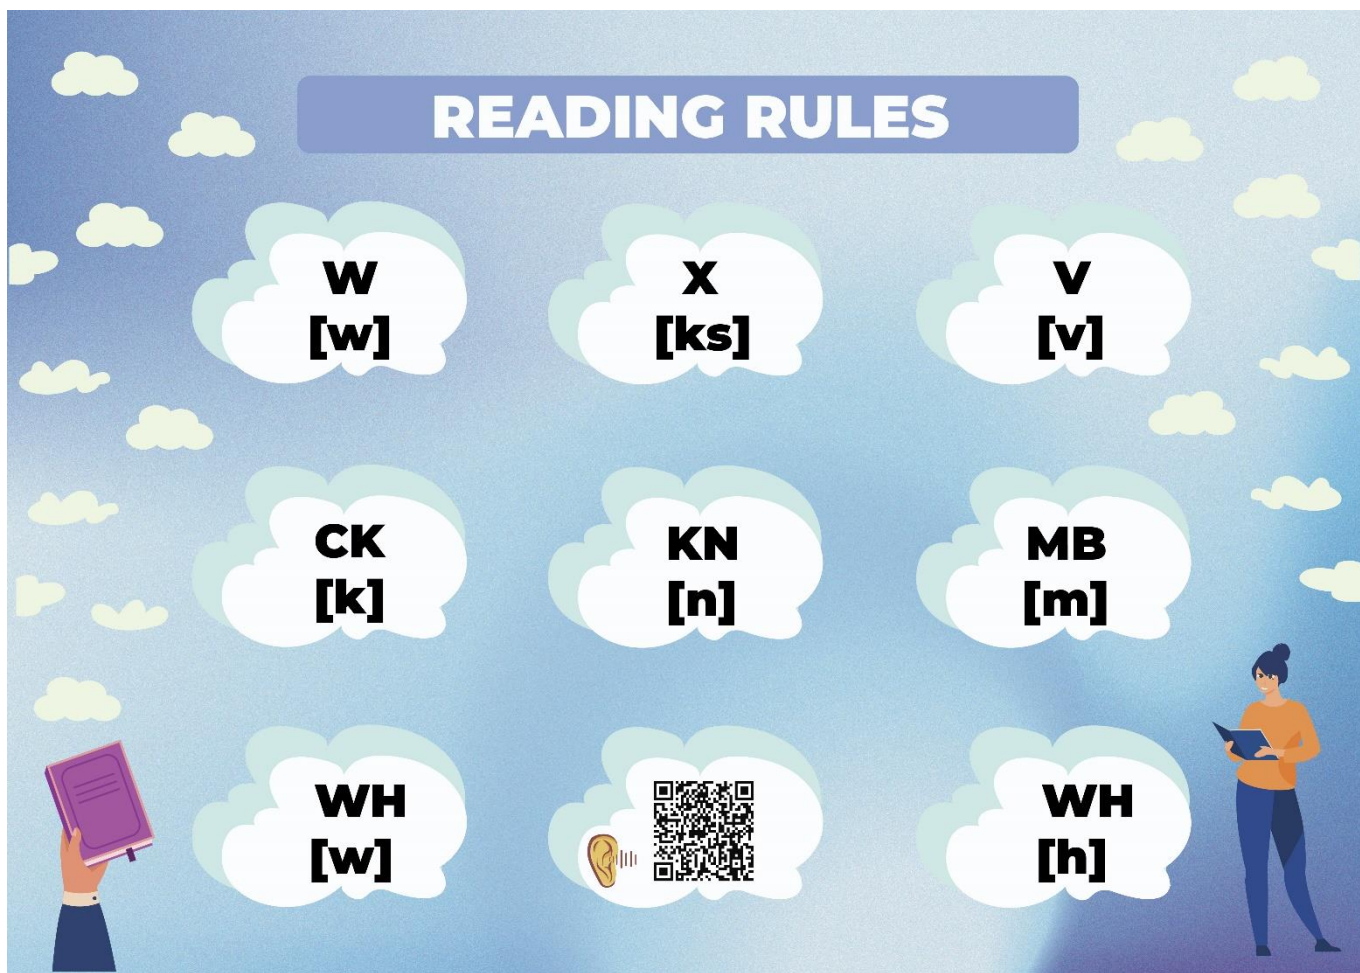 READING RULES
W
[w]
X
[ks]
V
[v]
CK
[k]
KN
[n]
MB
[m]
WH
[w]
WH
[h]